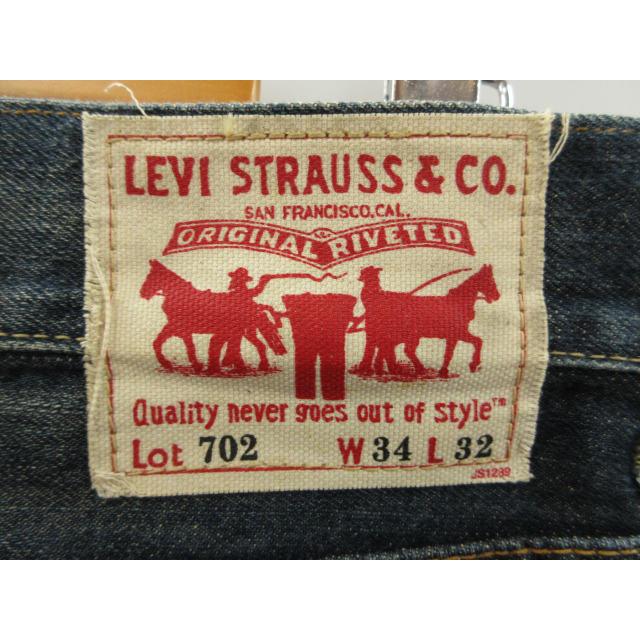 LEVI STRAUSS & CO.
SAN FRANCISCO, CAL.
ORIGINAL RIVETED
Quality never goes out of style™
Lot 702 W 34 L 32
JS1239